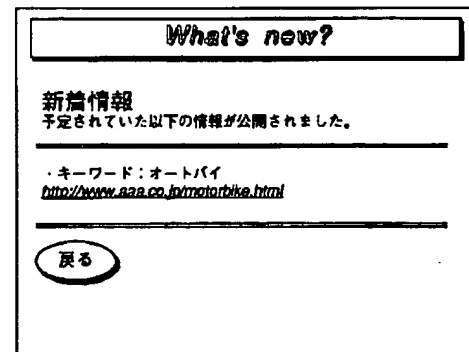 What's new?
新着情報
予定されていた以下の情報が公開されました。
・キーワード：オートバイ
http://www.aaa.co.jp/motorbike.html
戻る